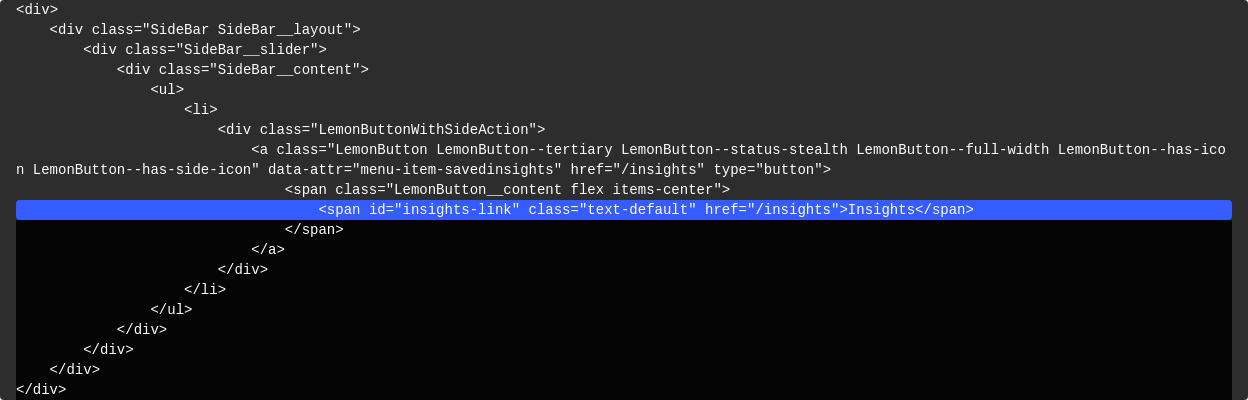 <div>
    <div class="SideBar SideBar__layout">
        <div class="SideBar__slider">
            <div class="SideBar__content">
                <ul>
                    <li>
                        <div class="LemonButtonWithSideAction">
                            <a class="LemonButton LemonButton--tertiary LemonButton--status-stealth LemonButton--full-width LemonButton--has-ico
n LemonButton--has-side-icon" data-attr="menu-item-savedinsights" href="/insights" type="button">
                                <span class="LemonButton__content flex items-center">
                                    <span id="insights-link" class="text-default" href="/insights">Insights</span>
                                </span>
                            </a>
                        </div>
                    </li>
                </ul>
            </div>
        </div>
    </div>
</div>